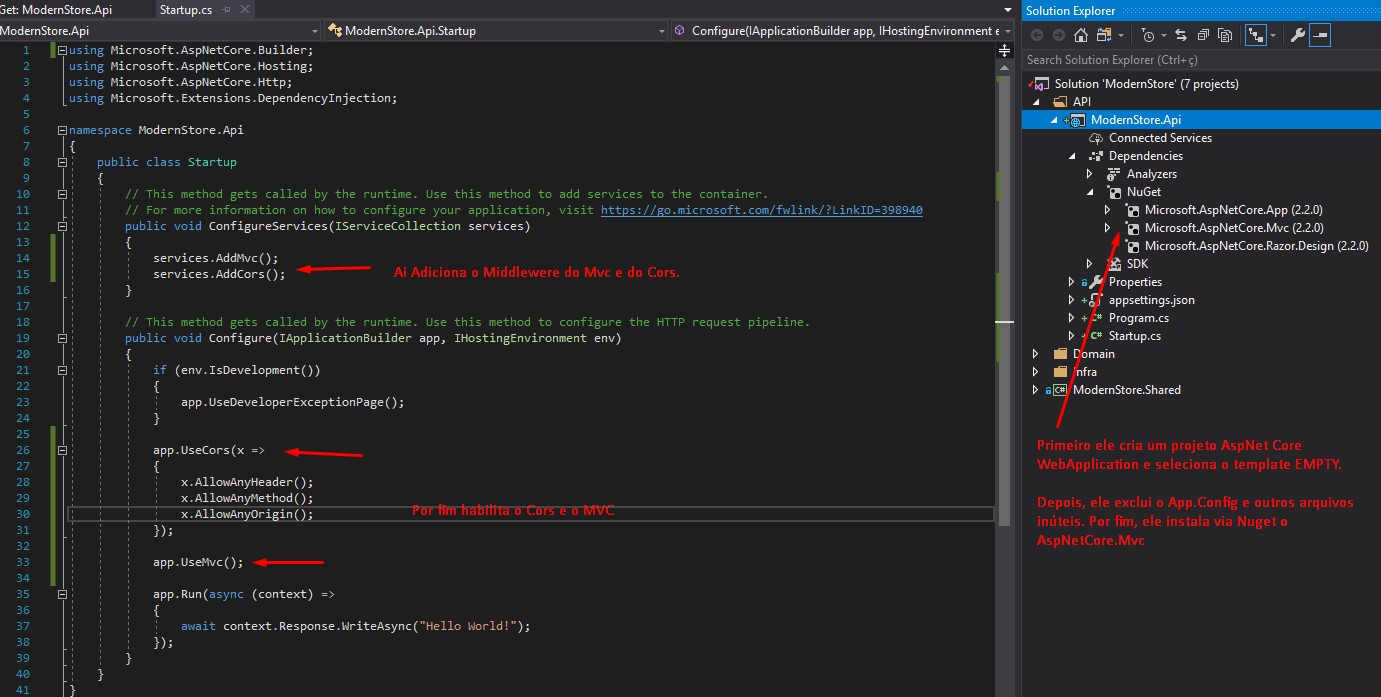 Get: ModernStore.Api
Startup.cs
ModernStore.Api
ModernStore.Api.Startup
Configure(IApplicationBuilder app, IHostingEnvironment e
1 using Microsoft.AspNetCore.Builder;
2 using Microsoft.AspNetCore.Hosting;
3 using Microsoft.AspNetCore.Http;
4 using Microsoft.Extensions.DependencyInjection;
5
6 namespace ModernStore.Api
7 {
8 public class Startup
9 {
10 // This method gets called by the runtime. Use this method to add services to the container.
11 // For more information on how to configure your application, visit https://go.microsoft.com/fwlink/?LinkID=398940
12 public void ConfigureServices(IServiceCollection services)
13 {
14 services.AddMvc();
15 services.AddCors();
16 }
17
18 // This method gets called by the runtime. Use this method to configure the HTTP request pipeline.
19 public void Configure(IApplicationBuilder app, IHostingEnvironment env)
20 {
21 if (env.IsDevelopment())
22 {
23 app.UseDeveloperExceptionPage();
24 }
25
26 app.UseCors(x =>
27 {
28 x.AllowAnyHeader();
29 x.AllowAnyMethod();
30 x.AllowAnyOrigin();
31 });
32
33 app.UseMvc();
34
35 app.Run(async (context) =>
36 {
37 await context.Response.WriteAsync("Hello World!");
38 });
39 }
40 }
41 }
Ai Adiciona o Middlewere do Mvc e do Cors.
Por fim habilita o Cors e o MVC
Solution Explorer
Search Solution Explorer (Ctrl+ç)
Solution 'ModernStore' (7 projects)
API
ModernStore.Api
Connected Services
Dependencies
Analyzers
NuGet
Microsoft.AspNetCore.App (2.2.0)
Microsoft.AspNetCore.Mvc (2.2.0)
Microsoft.AspNetCore.Razor.Design (2.2.0)
SDK
Properties
appsettings.json
Program.cs
Startup.cs
Domain
Infra
ModernStore.Shared
Primeiro ele cria um projeto AspNet Core
WebApplication e seleciona o template EMPTY.
Depois, ele exclui o App.Config e outros arquivos
inúteis. Por fim, ele instala via Nuget o
AspNetCore.Mvc